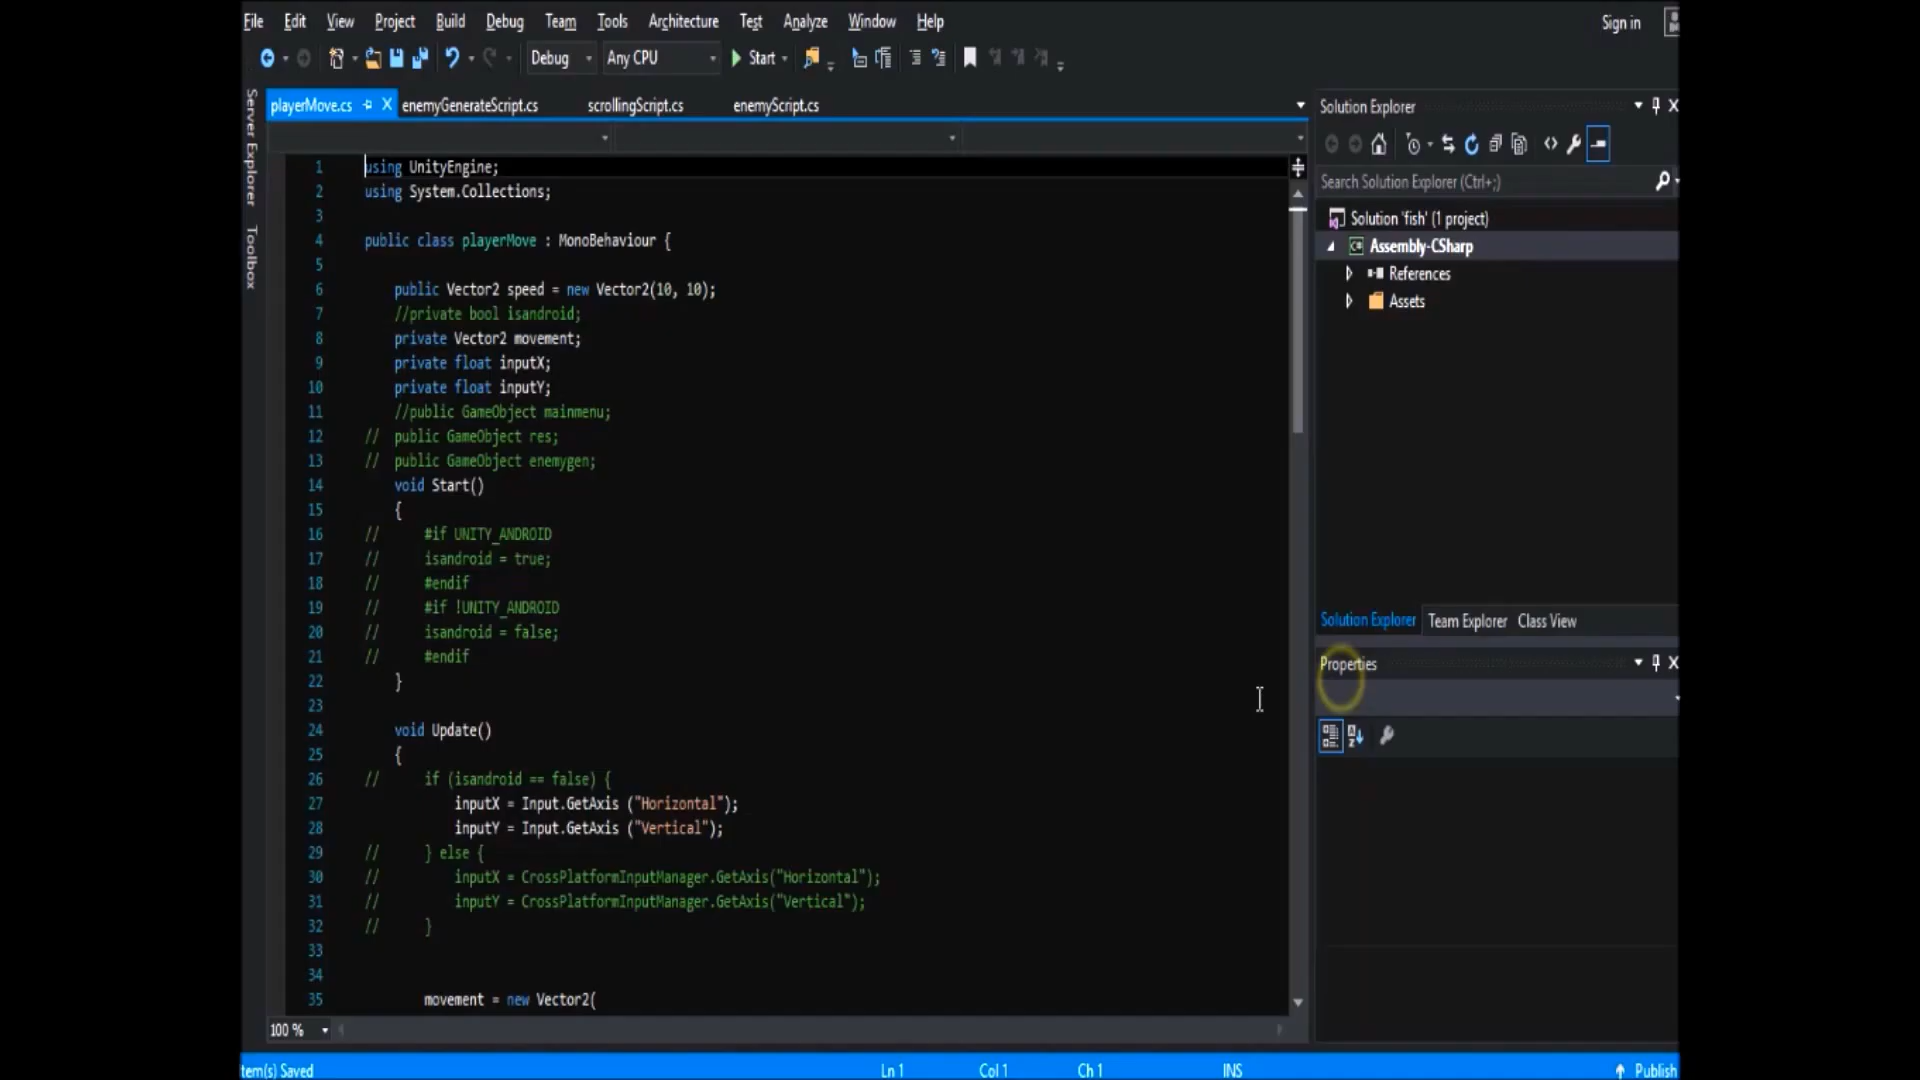 File Edit View Project Build Debug Team Tools Architecture Test Analyze Window Help Sign in
Debug Any CPU Start
playerMove.cs enemyGenerateScript.cs scrollingScript.cs enemyScript.cs
Server Explorer
Toolbox
1 using UnityEngine;
2 using System.Collections;
3
4 public class playerMove : MonoBehaviour {
5
6 public Vector2 speed = new Vector2(10, 10);
7 //private bool isandroid;
8 private Vector2 movement;
9 private float inputX;
10 private float inputY;
11 //public GameObject mainmenu;
12 // public GameObject res;
13 // public GameObject enemygen;
14 void Start()
15 {
16 // #if UNITY_ANDROID
17 // isandroid = true;
18 // #endif
19 // #if !UNITY_ANDROID
20 // isandroid = false;
21 // #endif
22 }
23
24 void Update()
25 {
26 // if (isandroid == false) {
27 inputX = Input.GetAxis ("Horizontal");
28 inputY = Input.GetAxis ("Vertical");
29 // } else {
30 // inputX = CrossPlatformInputManager.GetAxis("Horizontal");
31 // inputY = CrossPlatformInputManager.GetAxis("Vertical");
32 // }
33
34
35 movement = new Vector2(
100 %
Solution Explorer
Search Solution Explorer (Ctrl+;)
Solution 'fish' (1 project)
Assembly-CSharp
References
Assets
Solution Explorer Team Explorer Class View
Properties
tem(s) Saved Ln 1 Col 1 Ch 1 INS Publish